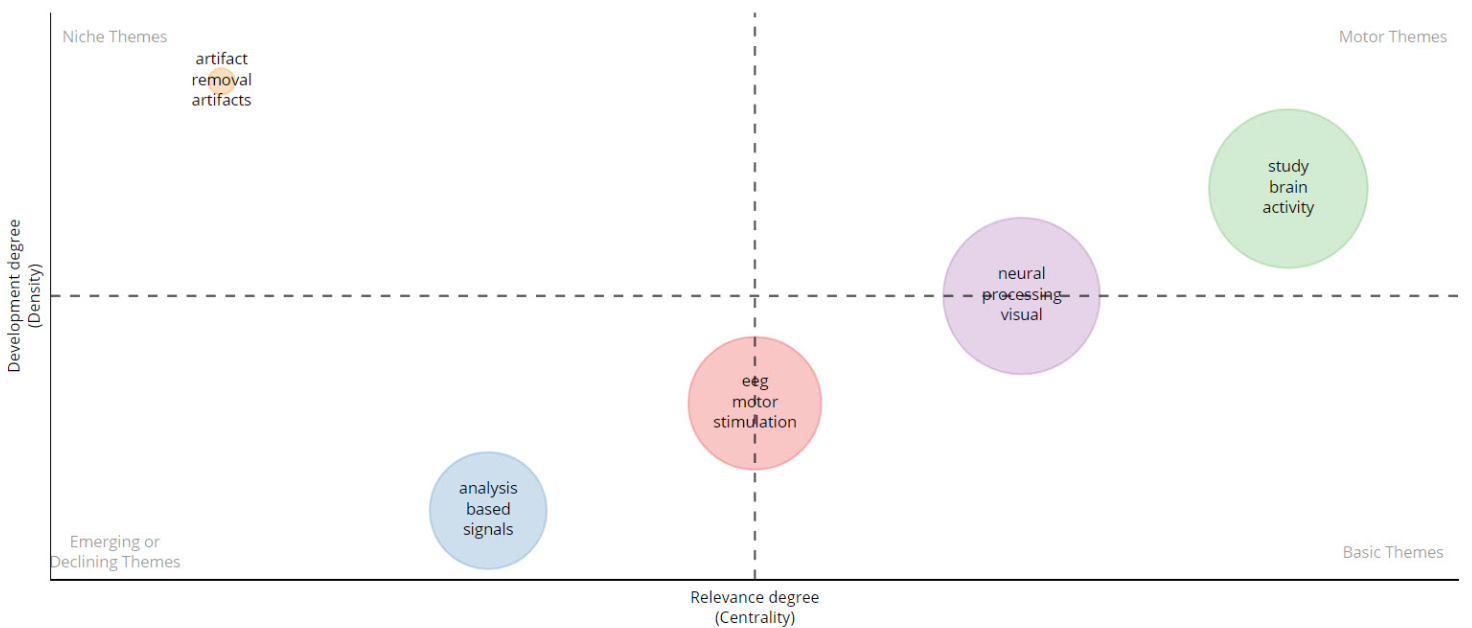 Niche Themes
Motor Themes
artifact
removal
artifacts
study
brain
activity
neural
processing
visual
eeg
motor
stimulation
analysis
based
signals
Emerging or
Declining Themes
Basic Themes
Development degree
(Density)
Relevance degree
(Centrality)